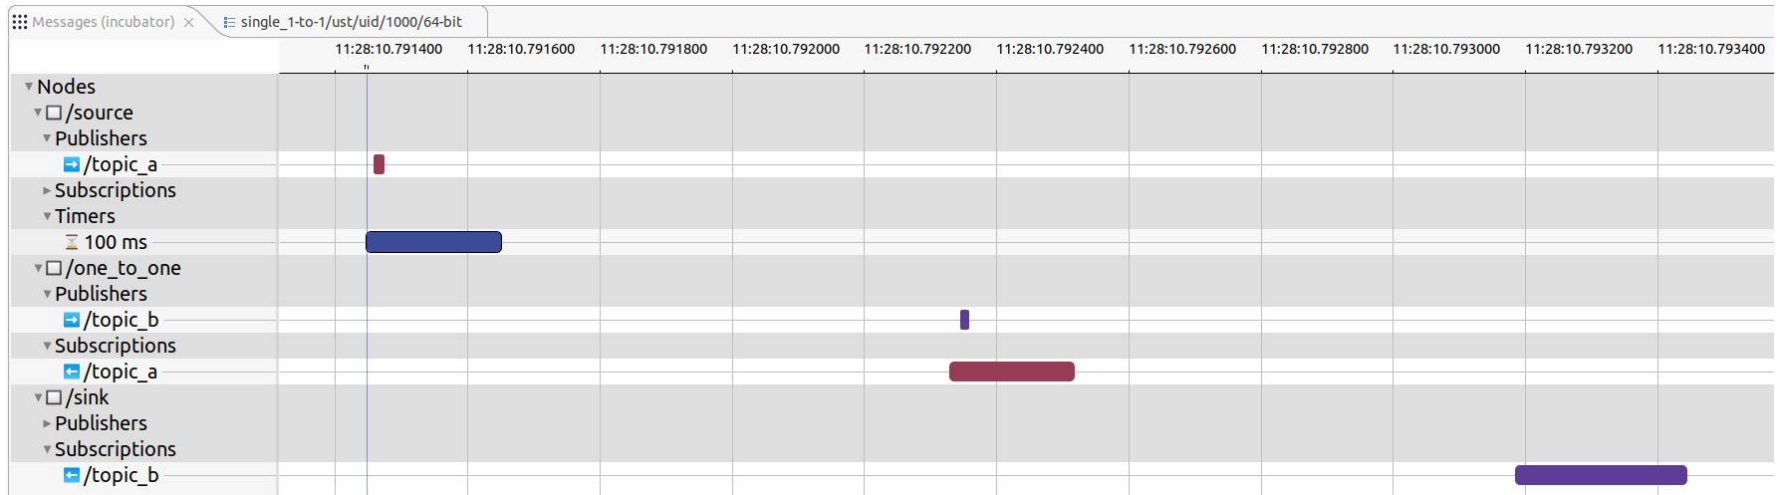 Messages (incubator) × single_1-to-1/ust/uid/1000/64-bit
11:28:10.791400 11:28:10.791600 11:28:10.791800 11:28:10.792000 11:28:10.792200 11:28:10.792400 11:28:10.792600 11:28:10.792800 11:28:10.793000 11:28:10.793200 11:28:10.793400
Nodes
/source
Publishers
/topic_a
Subscriptions
Timers
100 ms
/one_to_one
Publishers
/topic_b
Subscriptions
/topic_a
/sink
Publishers
Subscriptions
/topic_b